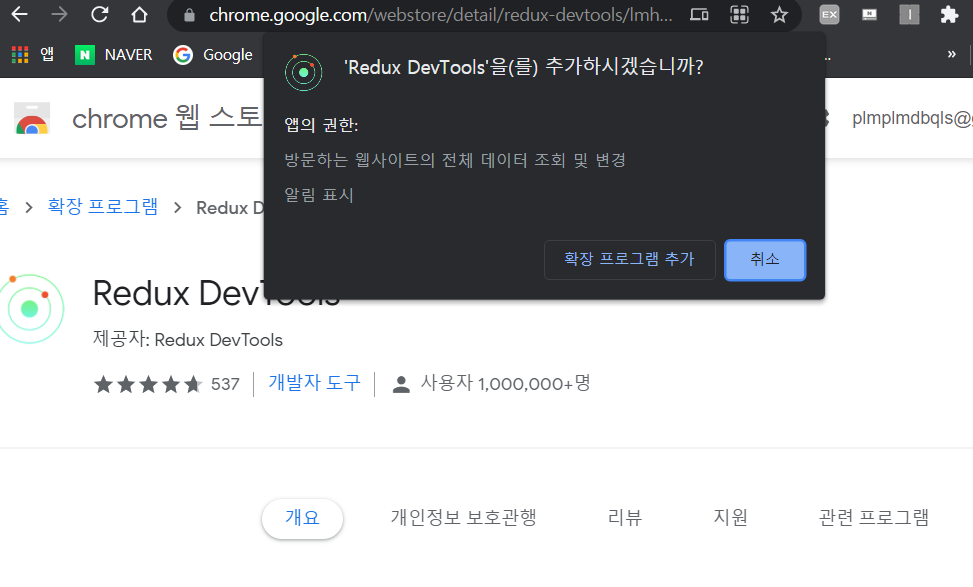 chrome.google.com/webstore/detail/redux-devtools/lmh...
EX
N
I
앱
N NAVER
Google
..
»
'Redux DevTools'을(를) 추가하시겠습니까?
앱의 권한:
방문하는 웹사이트의 전체 데이터 조회 및 변경
알림 표시
확장 프로그램 추가
취소
chrome 웹 스토
plmplmdbqls@g
홈 > 확장 프로그램 > Redux D
Redux DevTools
제공자: Redux DevTools
537 개발자 도구 사용자 1,000,000+명
개요 개인정보 보호관행 리뷰 지원 관련 프로그램